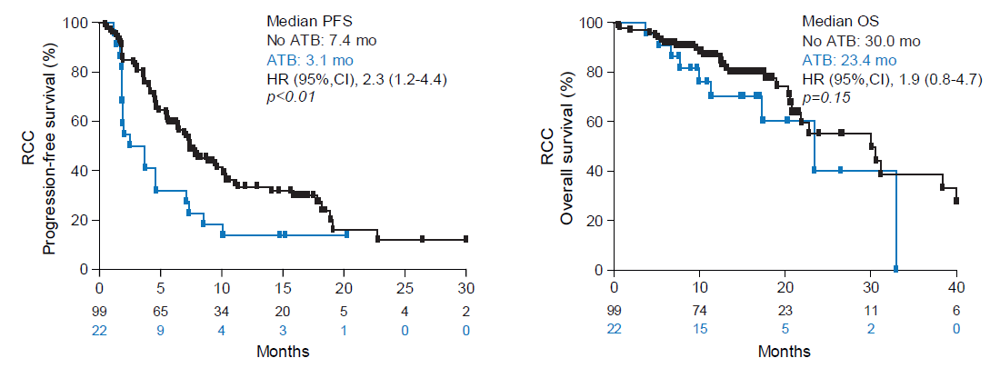 Median PFS
No ATB: 7.4 mo
ATB: 3.1 mo
HR (95%,CI), 2.3 (1.2-4.4)
p<0.01
RCC
Progression-free survival (%)
100
80
60
40
20
0
0 5 10 15 20 25 30
99 65 34 20 5 4 2
22 9 4 3 1 0 0
Months
Median OS
No ATB: 30.0 mo
ATB: 23.4 mo
HR (95%,CI), 1.9 (0.8-4.7)
p=0.15
RCC
Overall survival (%)
100
80
60
40
20
0
0 10 20 30 40
99 74 23 11 6
22 15 5 2 0
Months